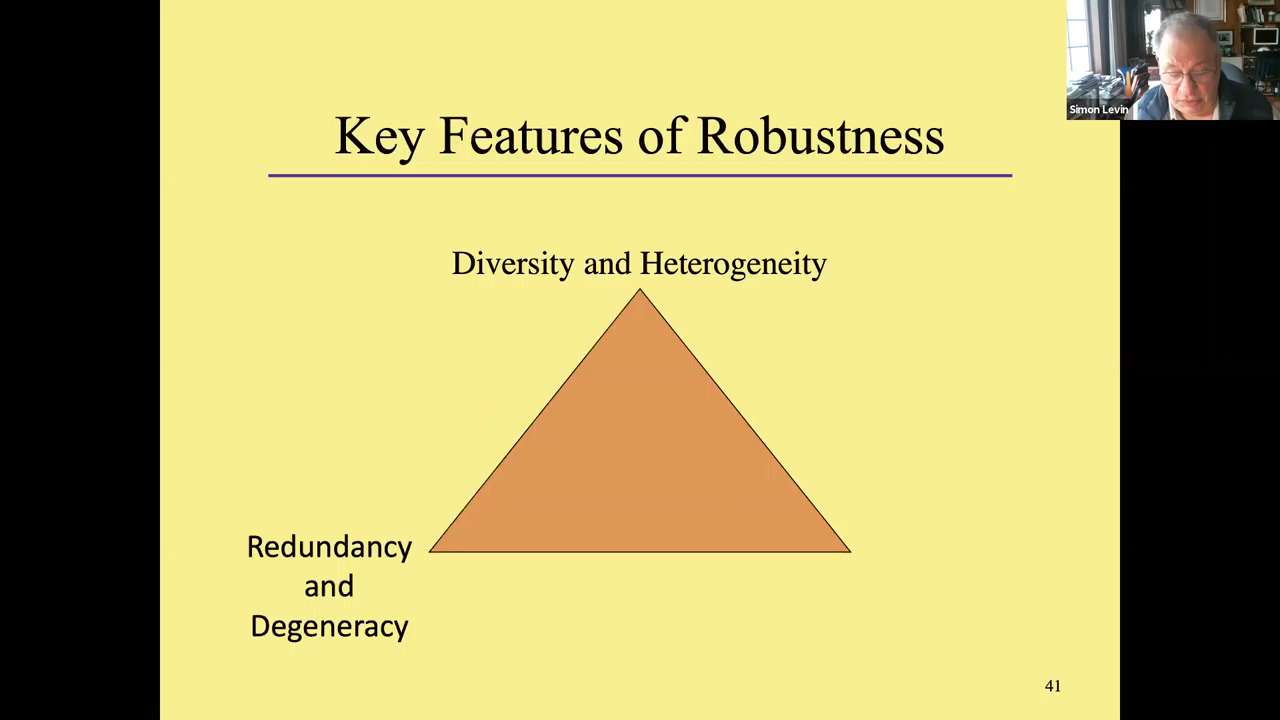 Simon Levin
Key Features of Robustness
Diversity and Heterogeneity
Redundancy
and
Degeneracy
41